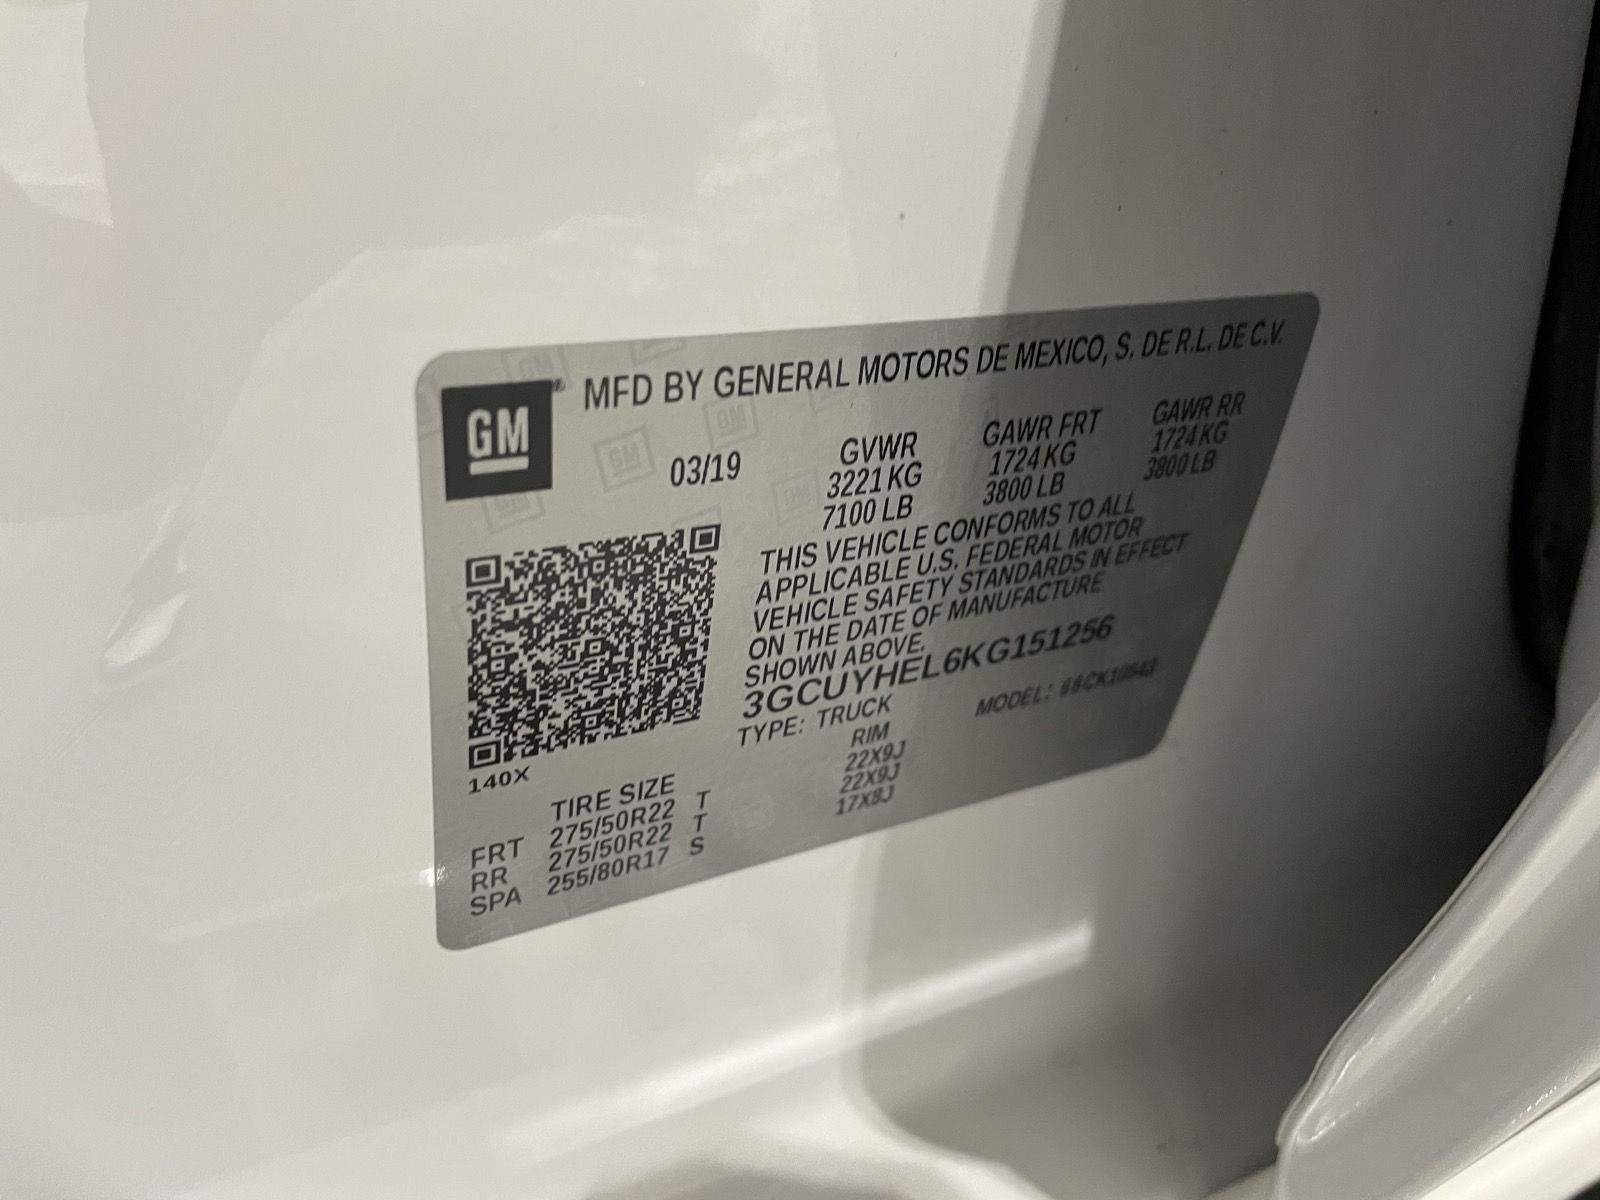 GM
MFD BY GENERAL MOTORS DE MEXICO, S. DE R.L. DE C.V.
03/19
GVWR GAWR FRT GAWR RR
3221 KG 1724 KG 1724 KG
7100 LB 3800 LB 3800 LB
THIS VEHICLE CONFORMS TO ALL
APPLICABLE U.S. FEDERAL MOTOR
VEHICLE SAFETY STANDARDS IN EFFECT
ON THE DATE OF MANUFACTURE
SHOWN ABOVE.
3GCUYHEL6KG151256
TYPE: TRUCK MODEL:
140X
TIRE SIZE RIM
FRT 275/50R22 T 22X9J
RR 275/50R22 T 22X9J
SPA 255/80R17 S 17X8J